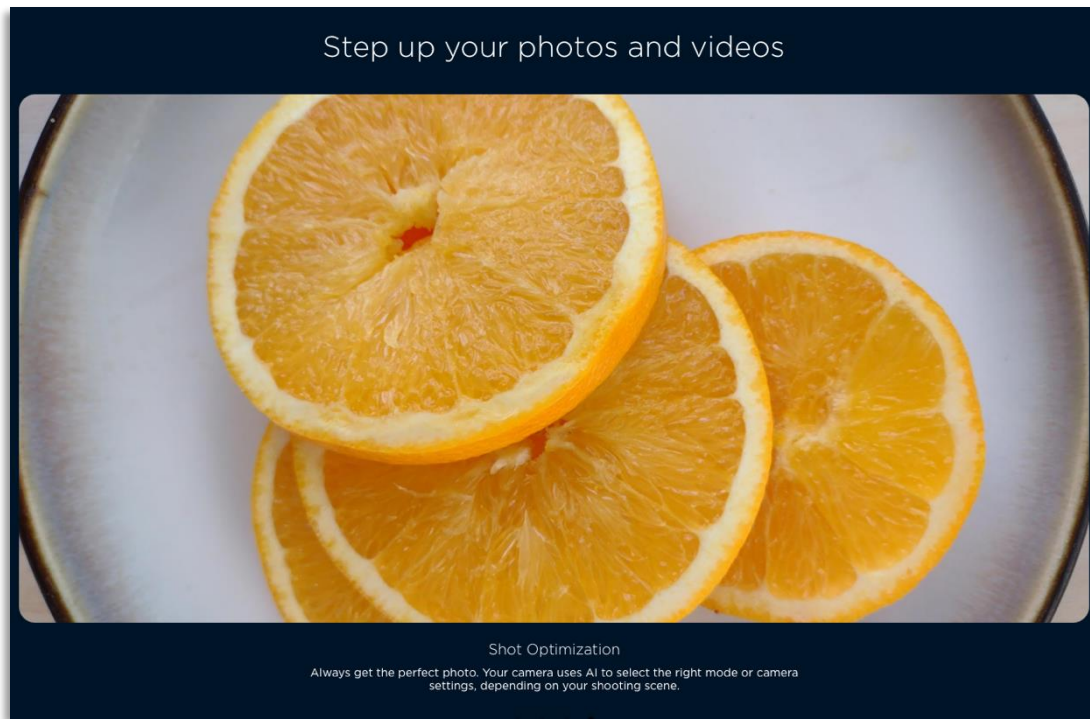 Step up your photos and videos
Shot Optimization
Always get the perfect photo. Your camera uses AI to select the right mode or camera
settings, depending on your shooting scene.